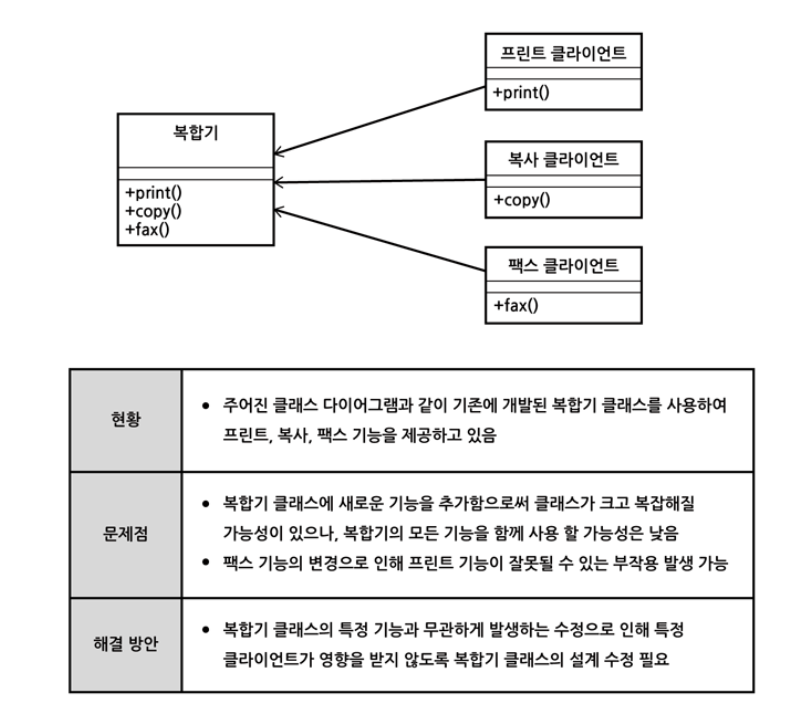 프린트 클라이언트
+print()
복합기
+print()
+copy()
+fax()
복사 클라이언트
+copy()
팩스 클라이언트
+fax()
현황
• 주어진 클래스 다이어그램과 같이 기존에 개발된 복합기 클래스를 사용하여
프린트, 복사, 팩스 기능을 제공하고 있음
문제점
• 복합기 클래스에 새로운 기능을 추가함으로써 클래스가 크고 복잡해질
가능성이 있으나, 복합기의 모든 기능을 함께 사용 할 가능성은 낮음
• 팩스 기능의 변경으로 인해 프린트 기능이 잘못될 수 있는 부작용 발생 가능
해결 방안
• 복합기 클래스의 특정 기능과 무관하게 발생하는 수정으로 인해 특정
클라이언트가 영향을 받지 않도록 복합기 클래스의 설계 수정 필요